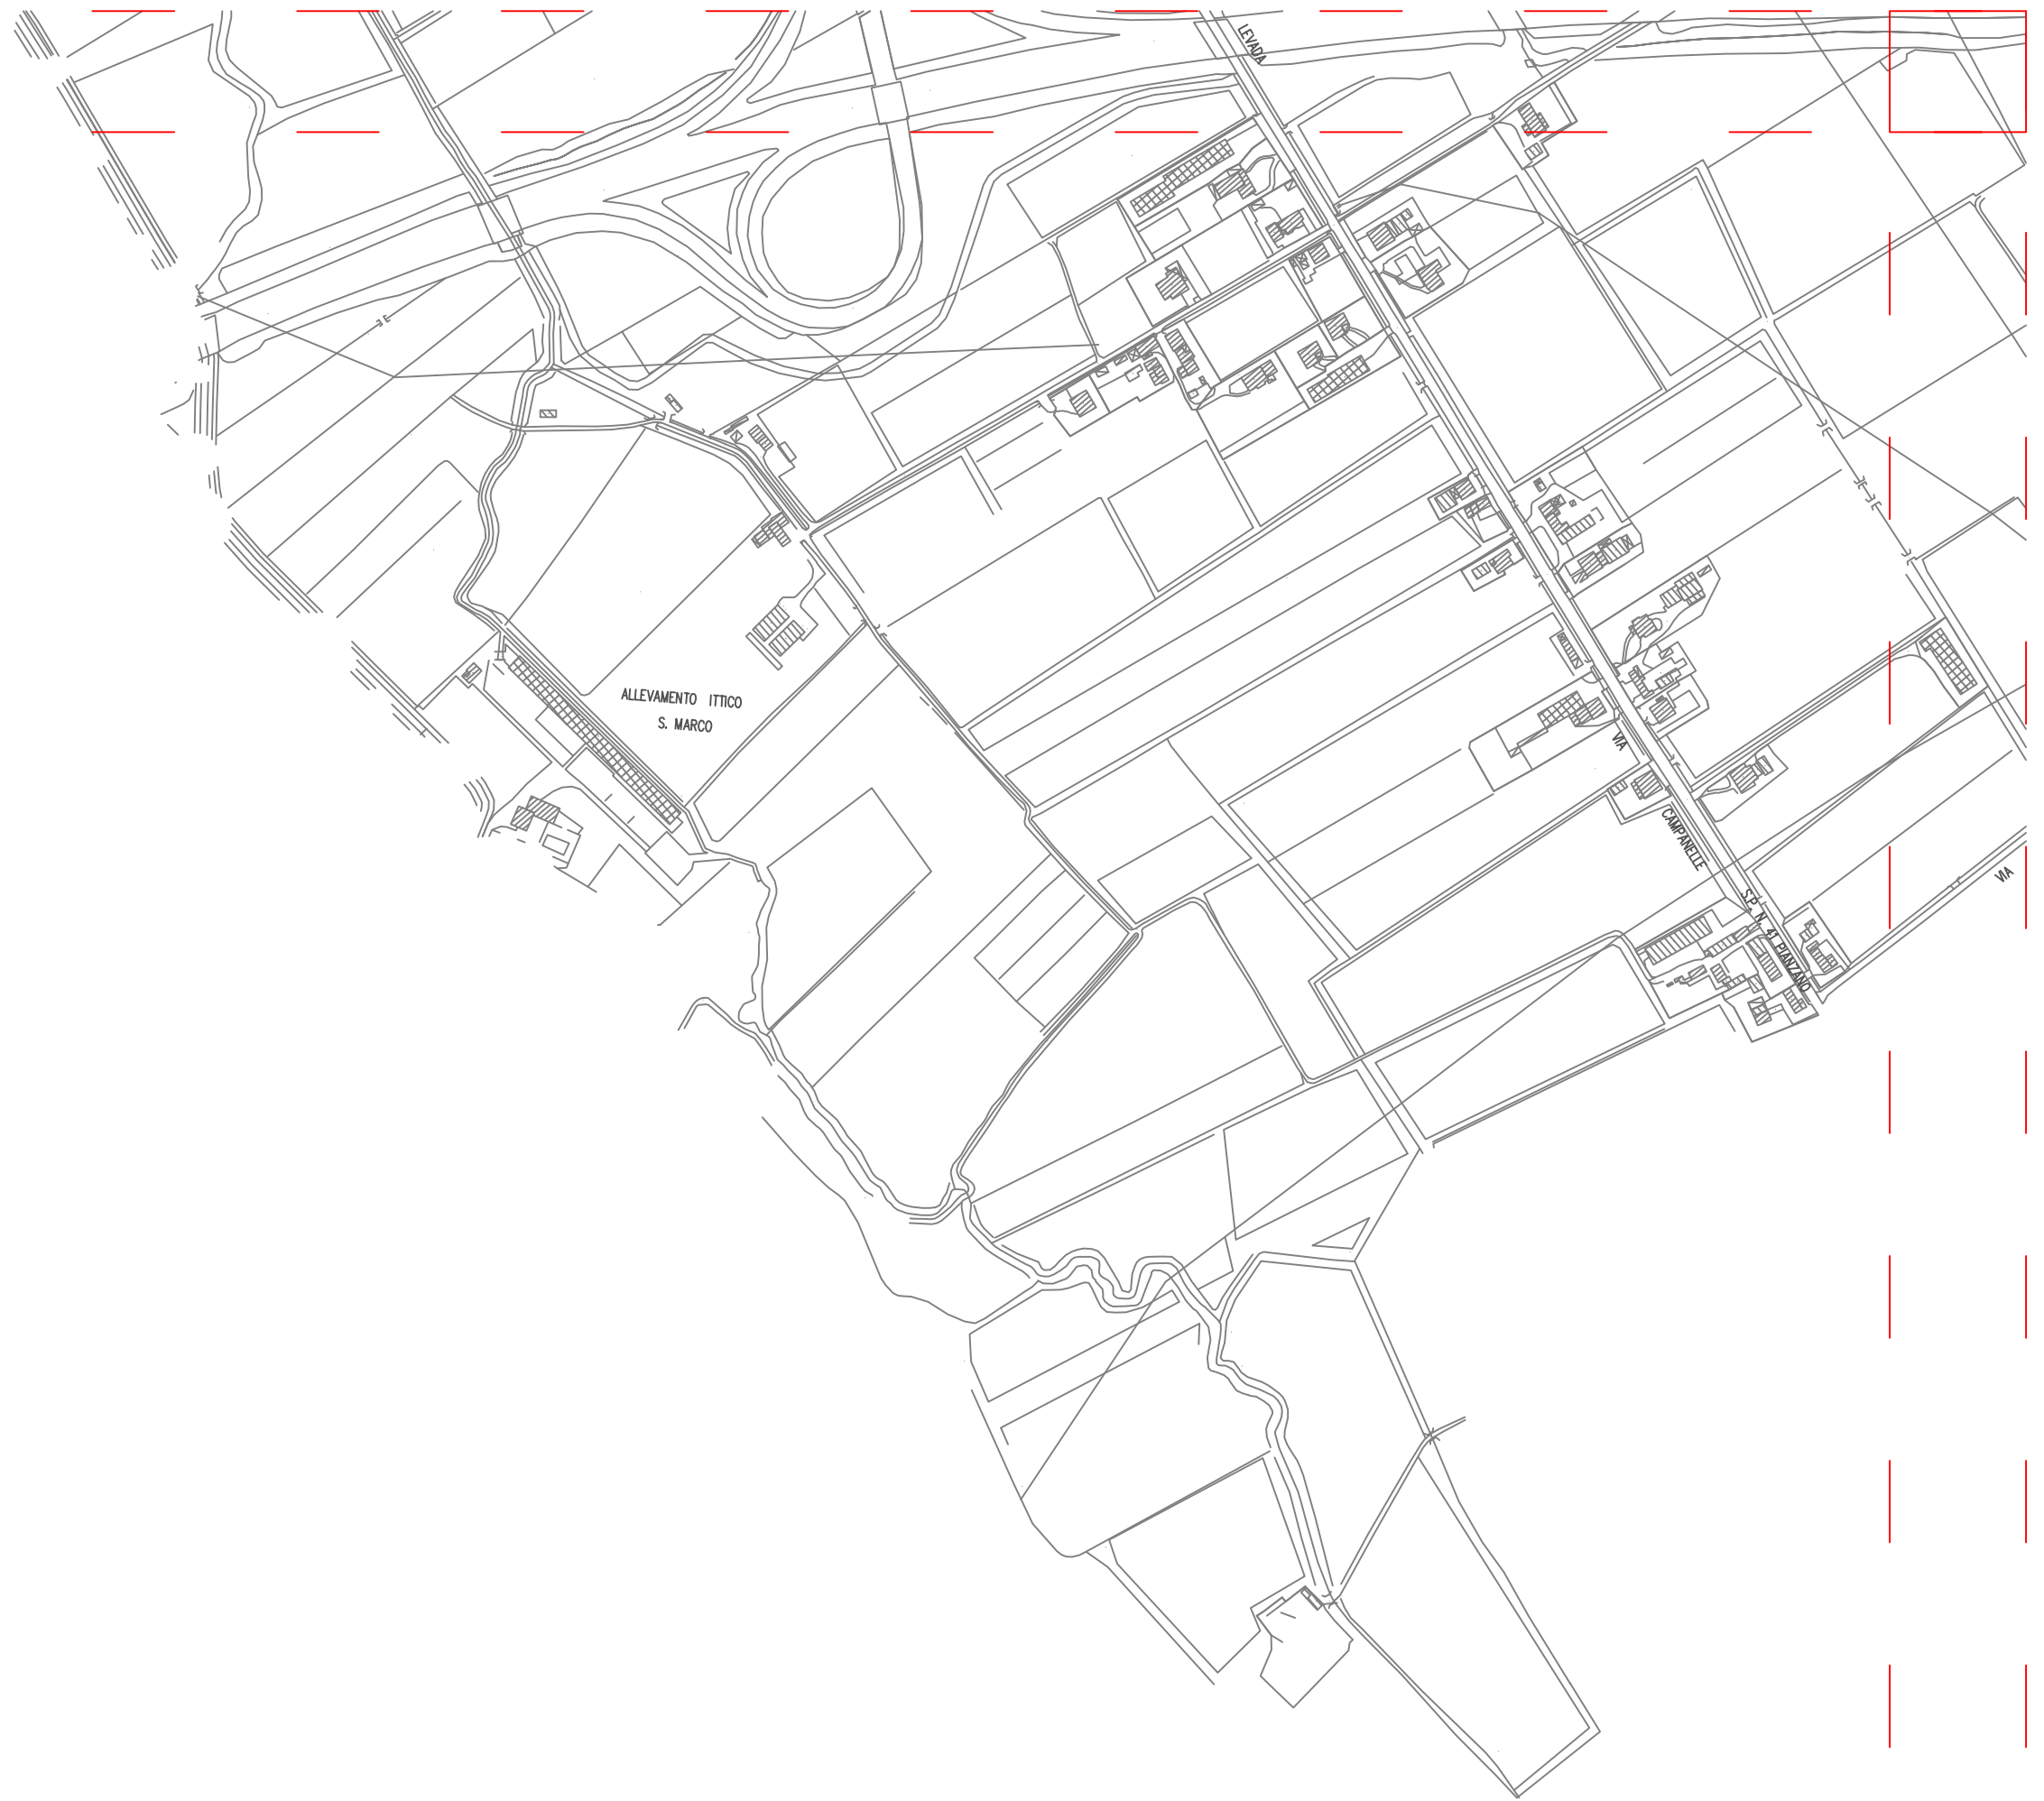 LEVADA
ALLEVAMENTO ITTICO
S. MARCO
VIA
CAMPANELLE
VIA
S.P. N. 41 PIANZANO